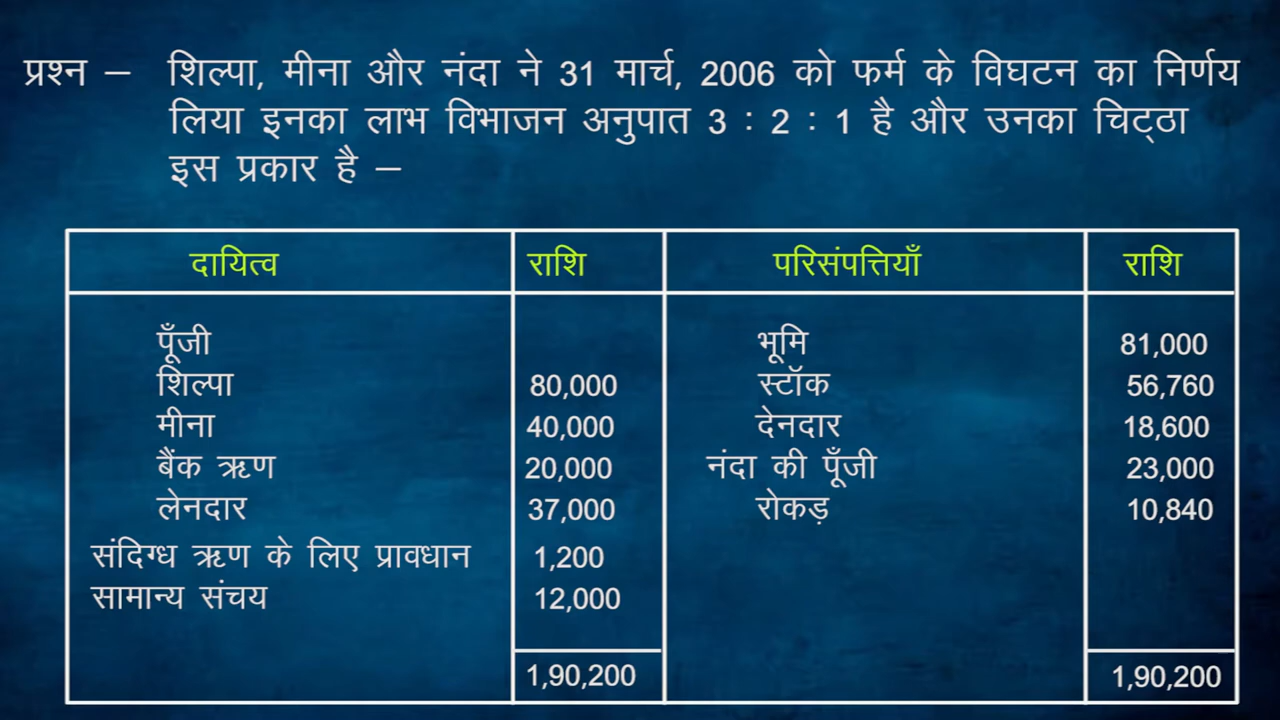 प्रश्न – शिल्पा, मीना और नंदा ने 31 मार्च, 2006 को फर्म के विघटन का निर्णय
लिया इनका लाभ विभाजन अनुपात 3 : 2 : 1 है और उनका चिट्ठा
इस प्रकार है –
दायित्व राशि परिसंपत्तियाँ राशि
पूँजी भूमि 81,000
शिल्पा 80,000 स्टॉक 56,760
मीना 40,000 देनदार 18,600
बैंक ऋण 20,000 नंदा की पूँजी 23,000
लेनदार 37,000 रोकड़ 10,840
संदिग्ध ऋण के लिए प्रावधान 1,200
सामान्य संचय 12,000
1,90,200 1,90,200